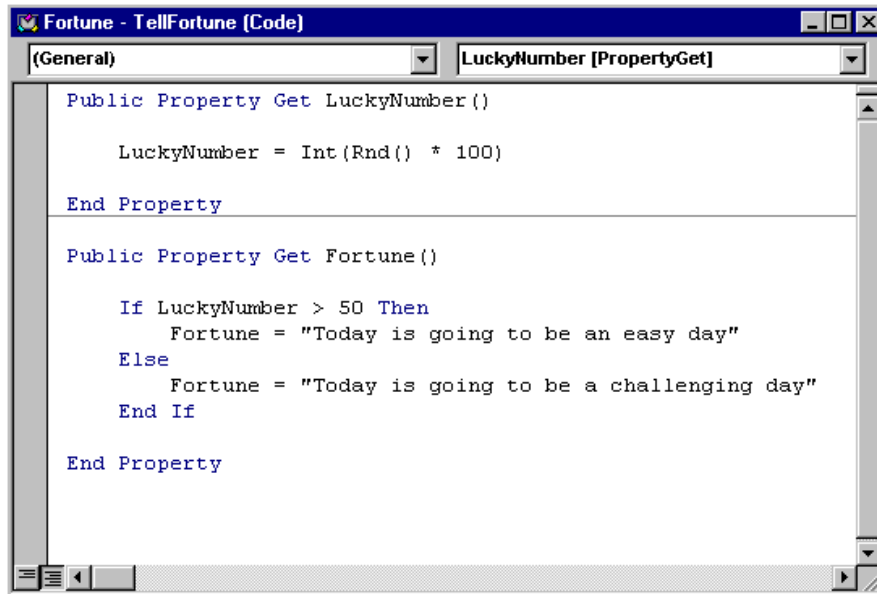 Fortune - TellFortune (Code)
(General) LuckyNumber [PropertyGet]
Public Property Get LuckyNumber()
LuckyNumber = Int(Rnd() * 100)
End Property
Public Property Get Fortune()
If LuckyNumber > 50 Then
Fortune = "Today is going to be an easy day"
Else
Fortune = "Today is going to be a challenging day"
End If
End Property